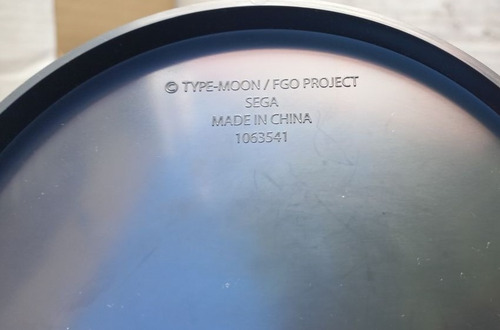 © TYPE-MOON / FGO PROJECT
SEGA
MADE IN CHINA
1063541